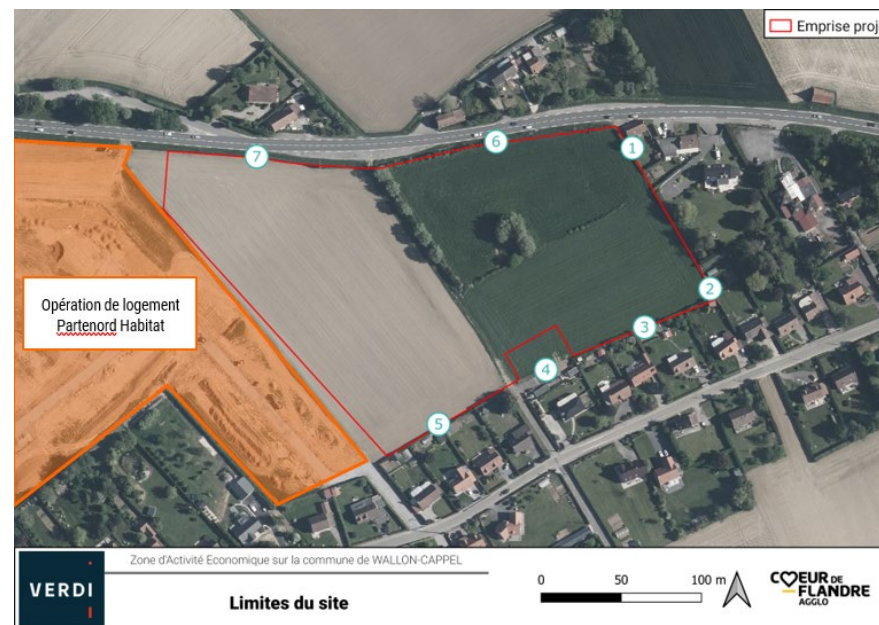 Emprise proj
7
6
1
2
3
4
5
Opération de logement
Partenord Habitat
Zone d'Activité Economique sur la commune de WALLON-CAPPEL
Limites du site
VERDI
0 50 100 m
CŒUR DE
FLANDRE
AGGLO